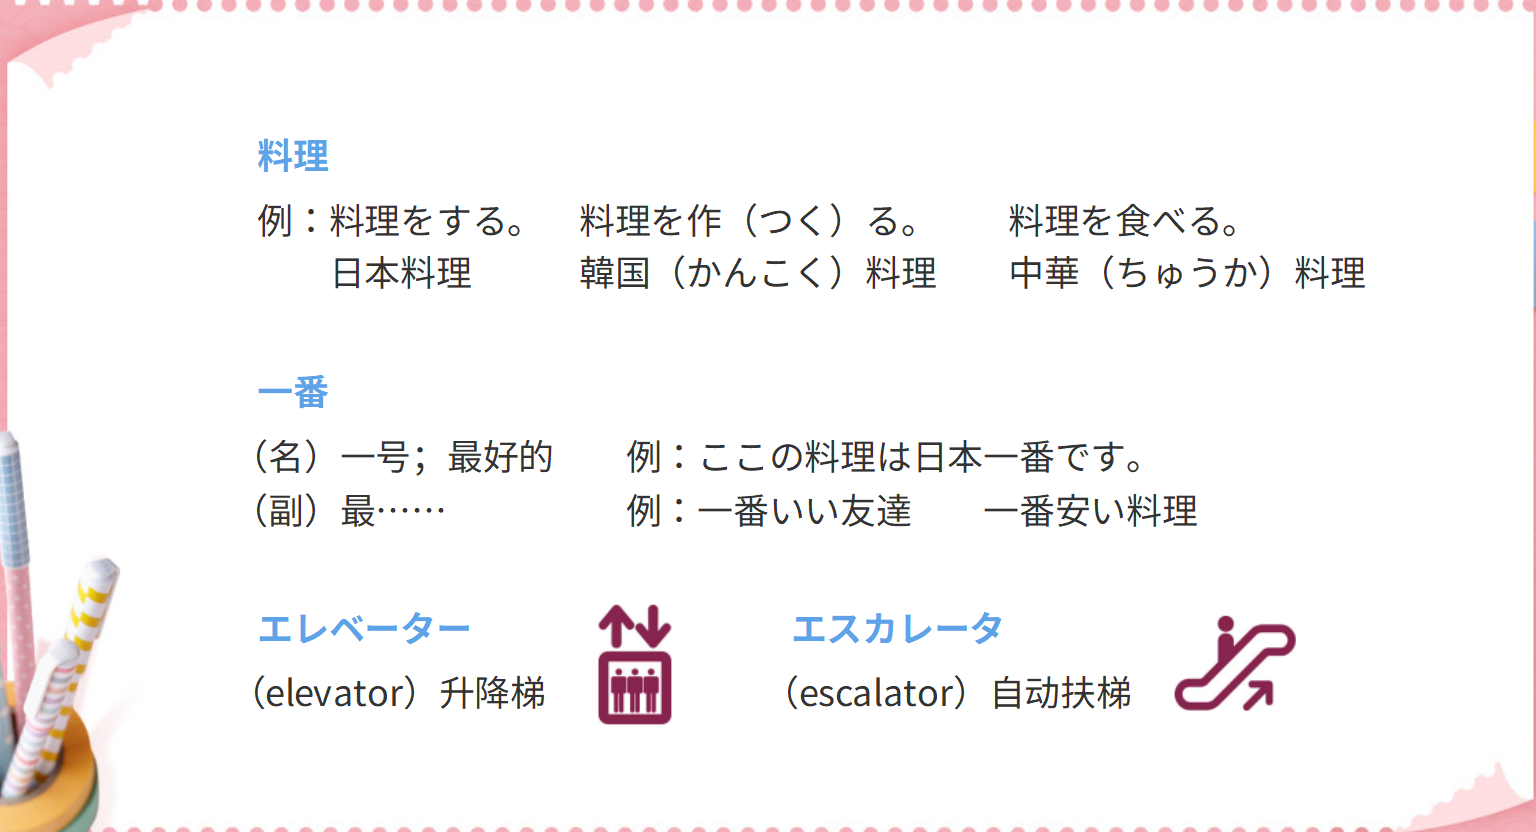 料理
例：料理をする。 料理を作（つく）る。 料理を食べる。
日本料理 韓国（かんこく）料理 中華（ちゅうか）料理
一番
（名）一号；最好的 例：ここの料理は日本一番です。
（副）最…… 例：一番いい友達 一番安い料理
エレベーター エスカレータ
（elevator）升降梯 （escalator）自动扶梯